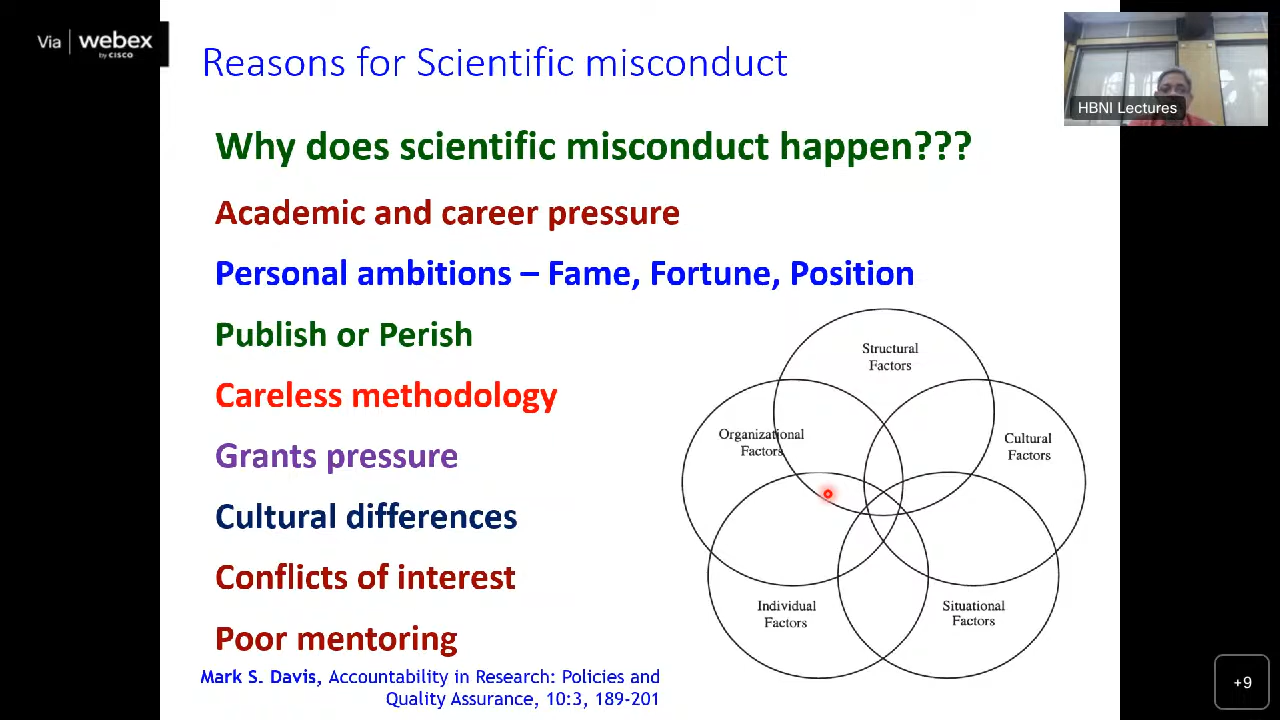 Via webex
by CISCO
Reasons for Scientific misconduct
HBNI Lectures
Why does scientific misconduct happen???
Academic and career pressure
Personal ambitions – Fame, Fortune, Position
Publish or Perish
Careless methodology
Grants pressure
Cultural differences
Conflicts of interest
Poor mentoring
Structural
Factors
Organizational
Factors
Cultural
Factors
Individual
Factors
Situational
Factors
Mark S. Davis, Accountability in Research: Policies and
Quality Assurance, 10:3, 189-201
+9